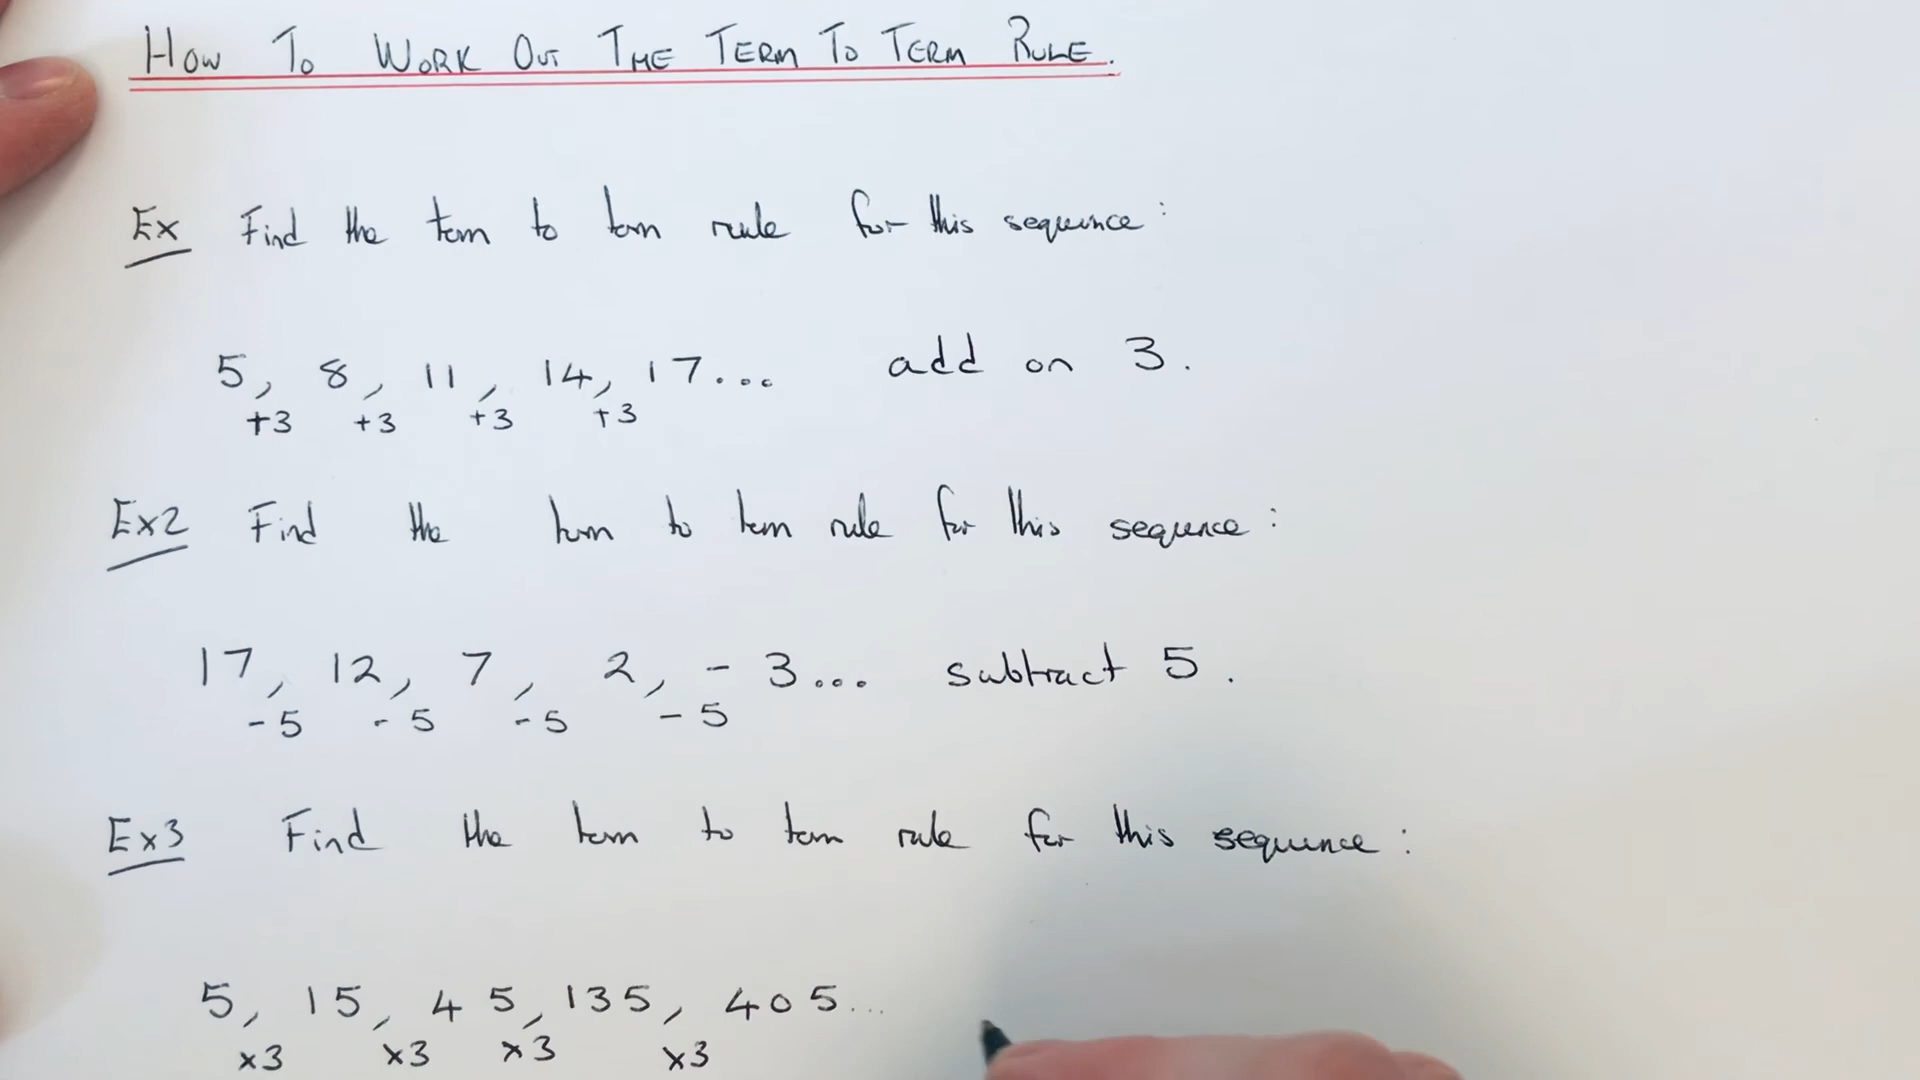 HOW TO WORK OUT THE TERM TO TERM RULE.
Ex Find the term to term rule for this sequence:
5, 8, 11, 14, 17... add on 3.
+3 +3 +3 +3
Ex2 Find the term to term rule for this sequence:
17, 12, 7, 2, -3... subtract 5.
-5 -5 -5 -5
Ex3 Find the term to term rule for this sequence:
5, 15, 45, 135, 405...
x3 x3 x3 x3